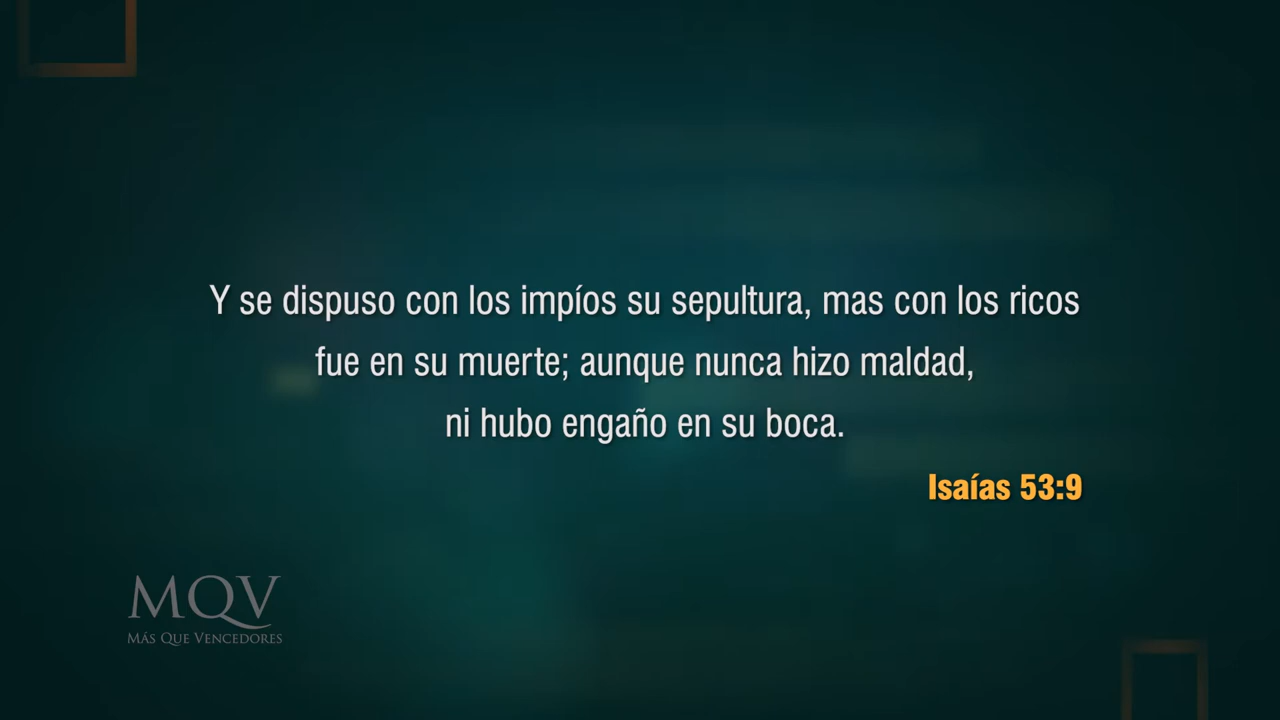 Y se dispuso con los impíos su sepultura, mas con los ricos
fue en su muerte; aunque nunca hizo maldad,
ni hubo engaño en su boca.
Isaías 53:9
MQV
MÁS QUE VENCEDORES